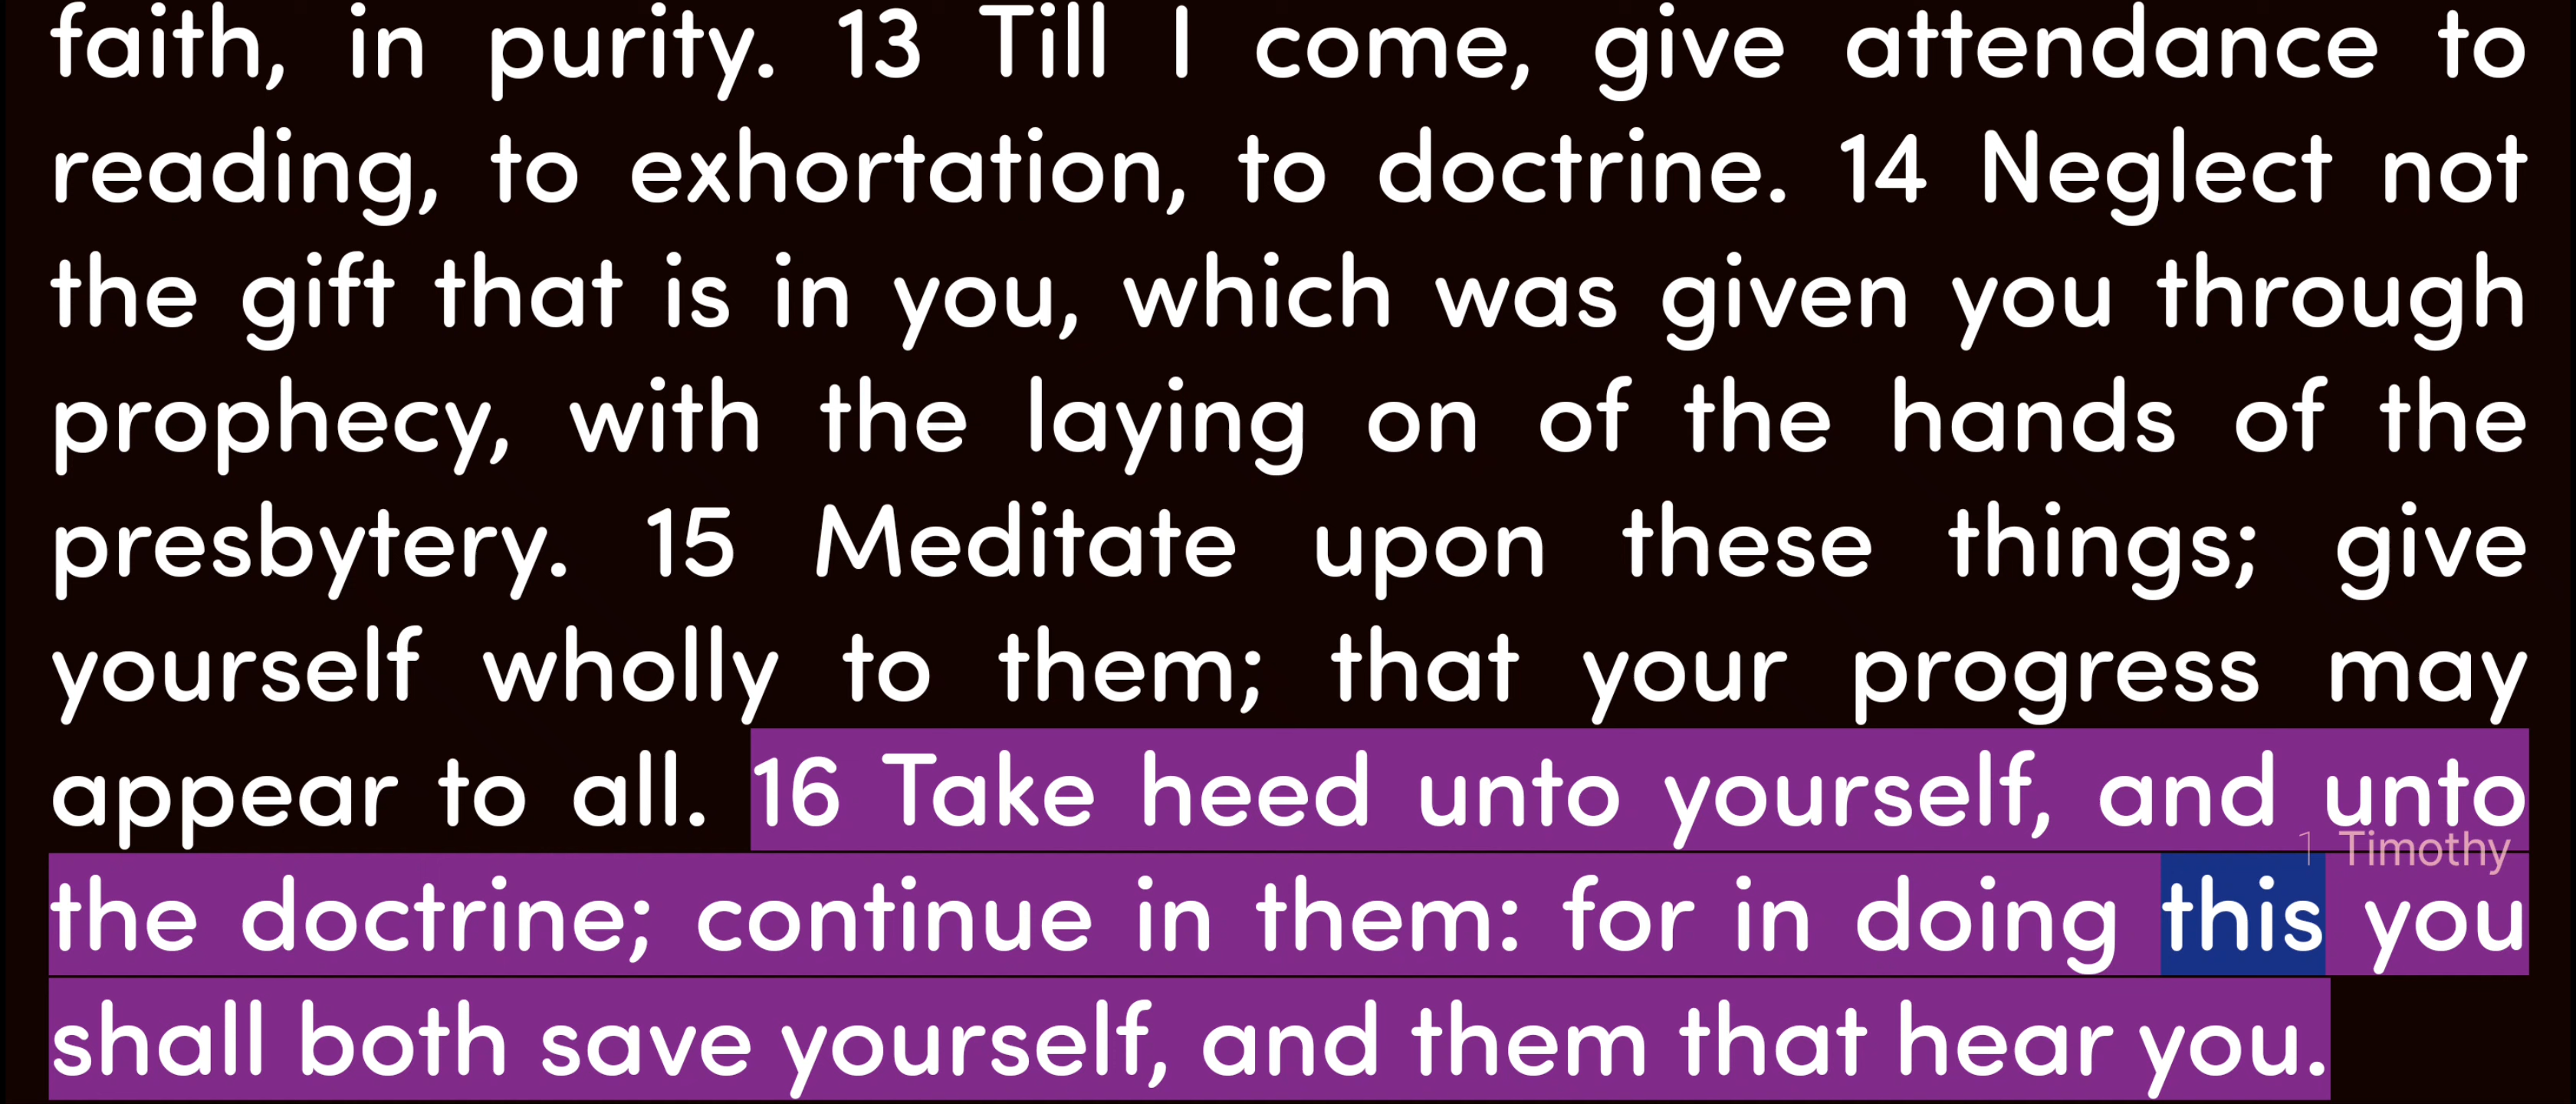 faith, in purity. 13 Till I come, give attendance to
reading, to exhortation, to doctrine. 14 Neglect not
the gift that is in you, which was given you through
prophecy, with the laying on of the hands of the
presbytery. 15 Meditate upon these things; give
yourself wholly to them; that your progress may
appear to all. 16 Take heed unto yourself, and unto
1 Timothy
the doctrine; continue in them: for in doing this you
shall both save yourself, and them that hear you.